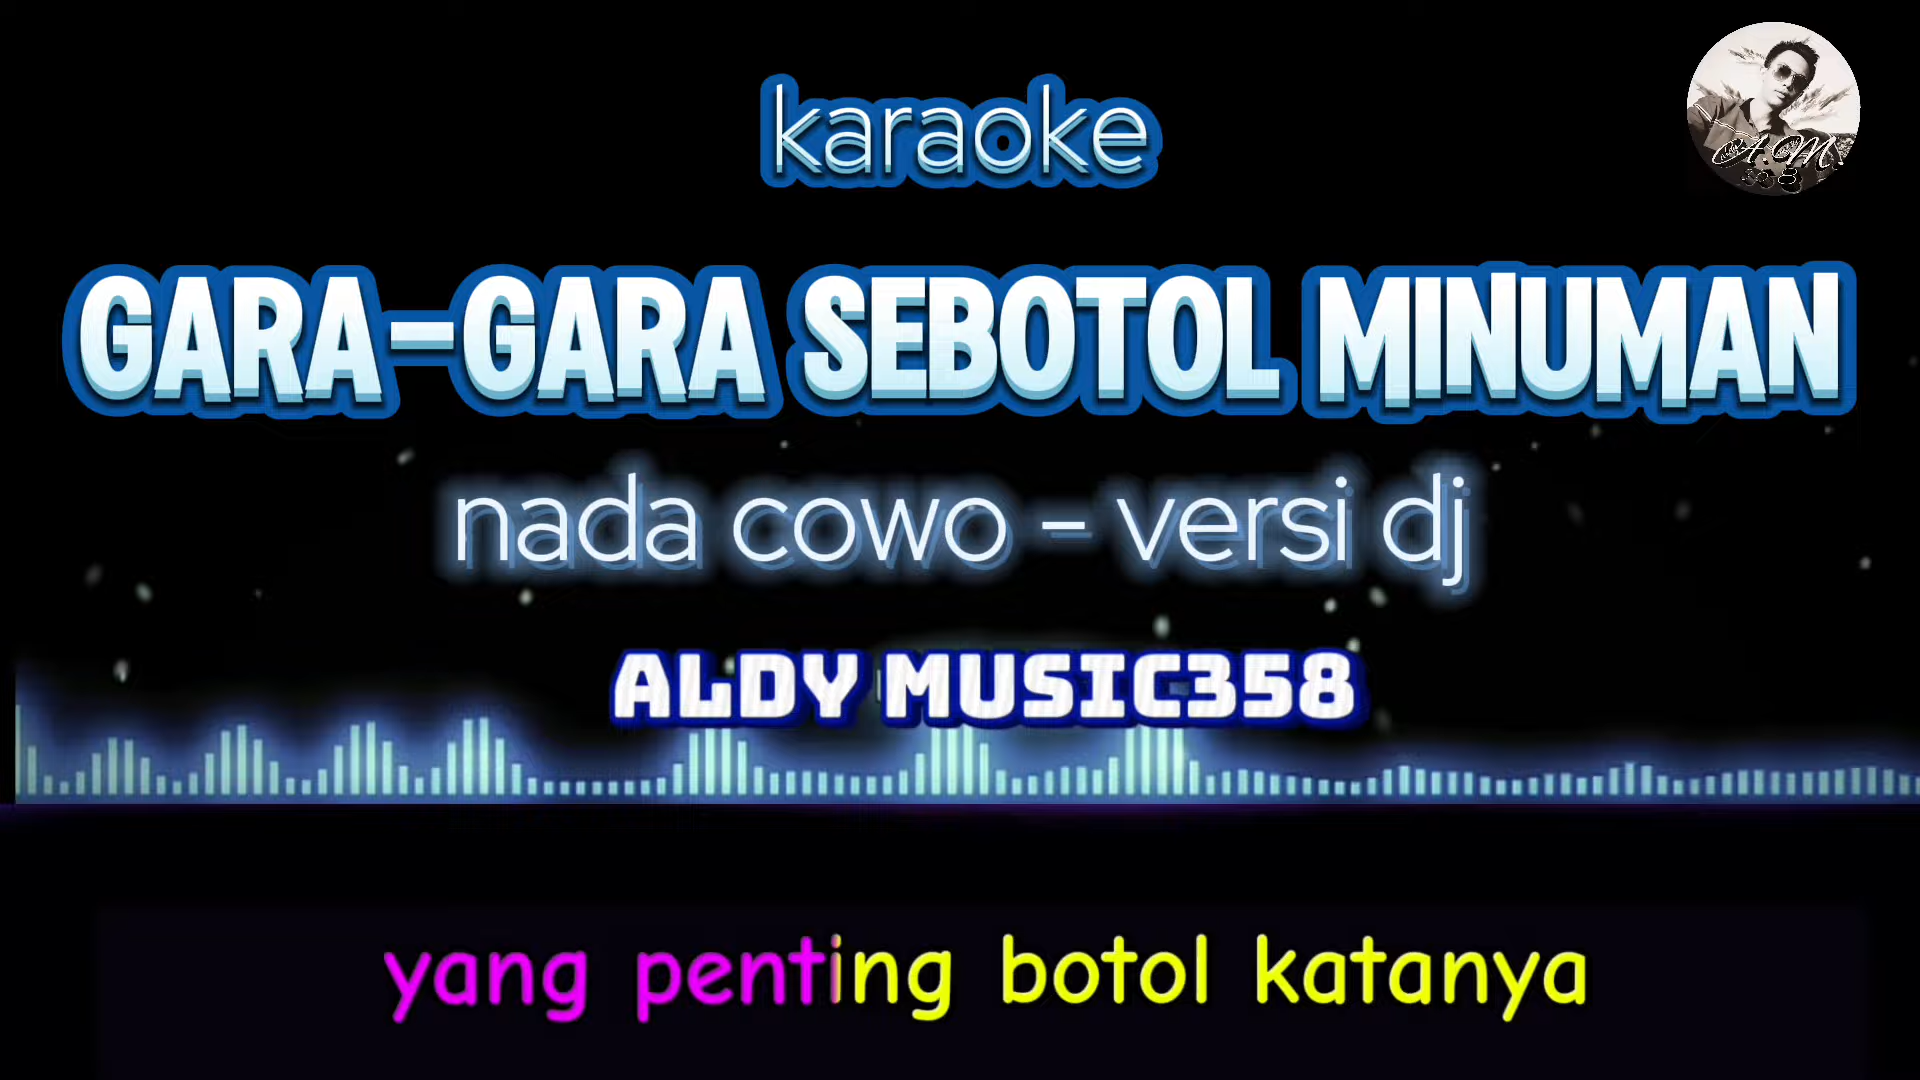 karaoke
GARA-GARA SEBOTOL MINUMAN
nada cowo - versi dj
ALDY MUSIC358
yang penting botol katanya